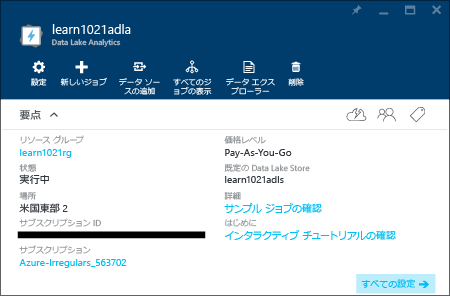 learn1021adla
Data Lake Analytics
設定
新しいジョブ
データ ソー
スの追加
すべてのジ
ョブの表示
データ エクス
プローラー
削除
要点
リソース グループ
learn1021rg
状態
実行中
場所
米国東部 2
サブスクリプション ID
サブスクリプション
Azure-Irregulars_563702
価格レベル
Pay-As-You-Go
既定の Data Lake Store
learn1021adls
詳細
サンプル ジョブの確認
はじめに
インタラクティブ チュートリアルの確認
すべての設定